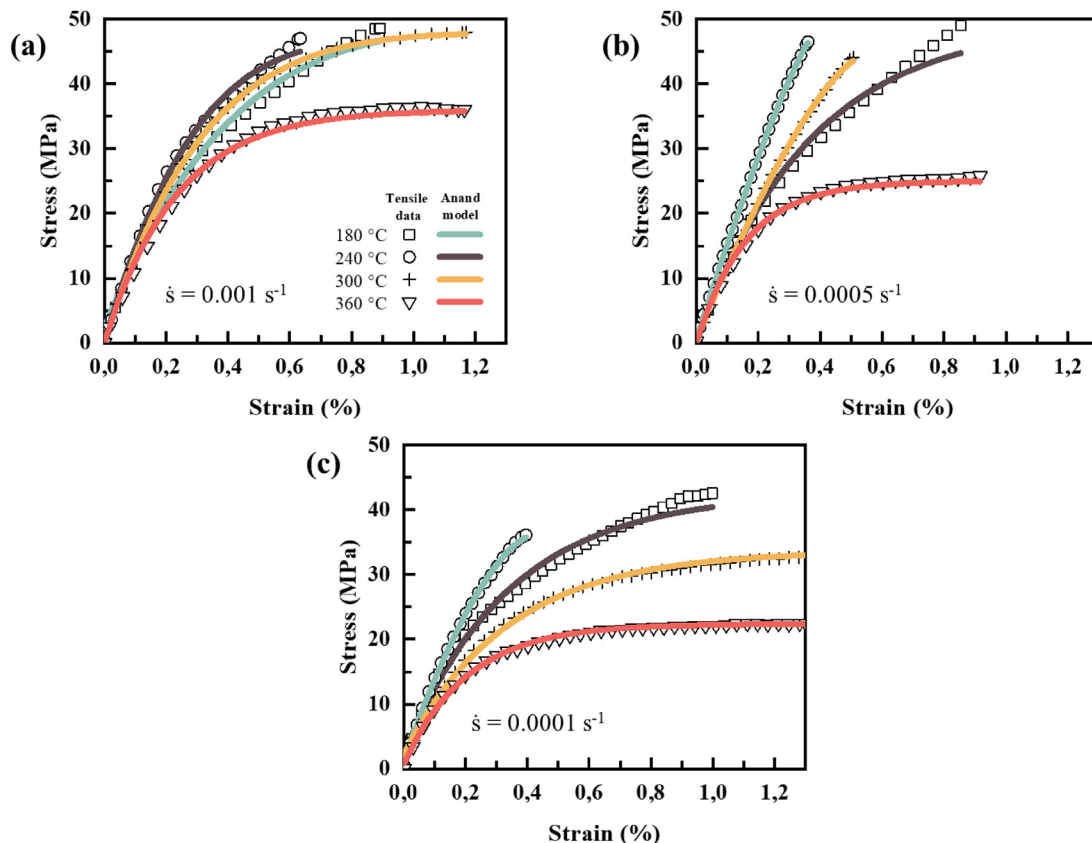 (a)
50
40
30
20
10
0
Stress (MPa)
0,0 0,2 0,4 0,6 0,8 1,0 1,2
Strain (%)
Tensile data
Anand model
180 °C
240 °C
300 °C
360 °C
ṡ = 0.001 s-1
(b)
50
40
30
20
10
0
Stress (MPa)
0,0 0,2 0,4 0,6 0,8 1,0 1,2
Strain (%)
ṡ = 0.0005 s-1
(c)
50
40
30
20
10
0
Stress (MPa)
0,0 0,2 0,4 0,6 0,8 1,0 1,2
Strain (%)
ṡ = 0.0001 s-1